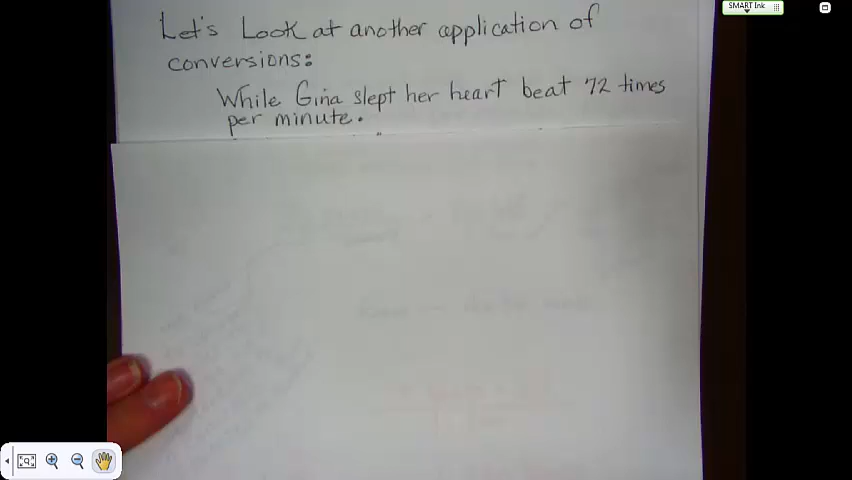 SMART Ink
Let's Look at another application of
conversions:
While Gina slept her heart beat 72 times
per minute.